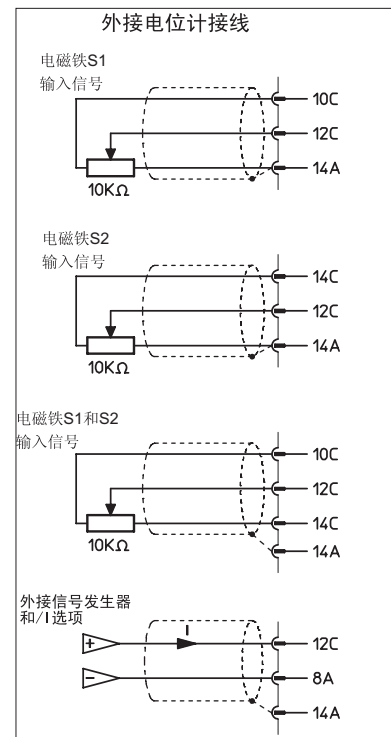 外接电位计接线
电磁铁S1
输入信号
10C
12C
14A
10KΩ
电磁铁S2
输入信号
14C
12C
14A
10KΩ
电磁铁S1和S2
输入信号
10C
12C
14C
10KΩ
14A
外接信号发生器
和/I选项
I
+
12C
−
8A
14A